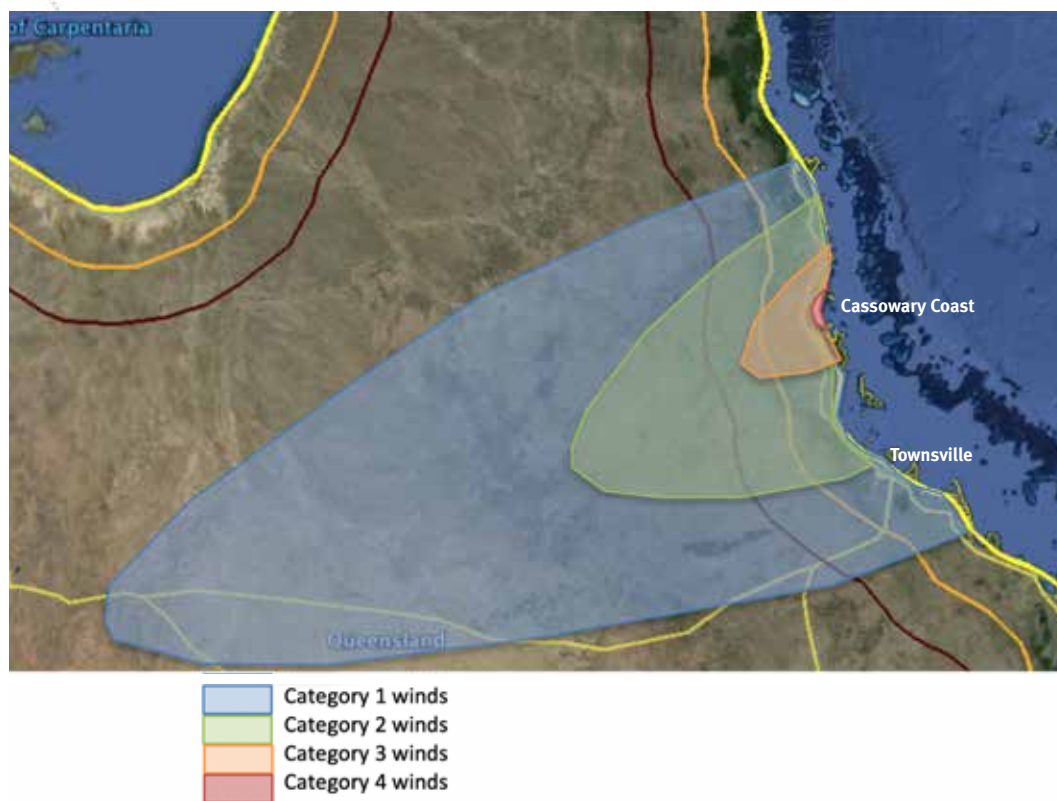 of Carpentaria
Cassowary Coast
Townsville
Queensland
Category 1 winds
Category 2 winds
Category 3 winds
Category 4 winds